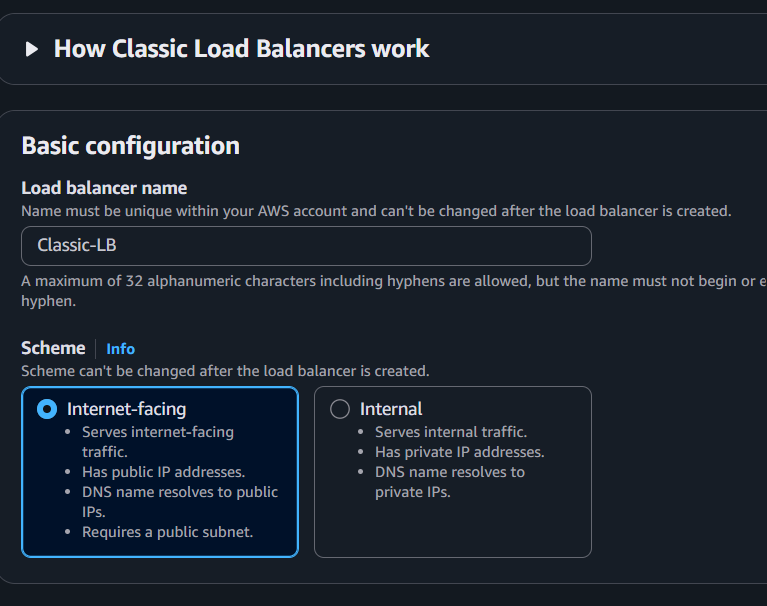 How Classic Load Balancers work
Basic configuration
Load balancer name
Name must be unique within your AWS account and can't be changed after the load balancer is created.
Classic-LB
A maximum of 32 alphanumeric characters including hyphens are allowed, but the name must not begin or
hyphen.
Scheme
Info
Scheme can't be changed after the load balancer is created.
Internet-facing
• Serves internet-facing
traffic.
• Has public IP addresses.
• DNS name resolves to public
IPs.
• Requires a public subnet.
Internal
• Serves internal traffic.
• Has private IP addresses.
• DNS name resolves to
private IPs.